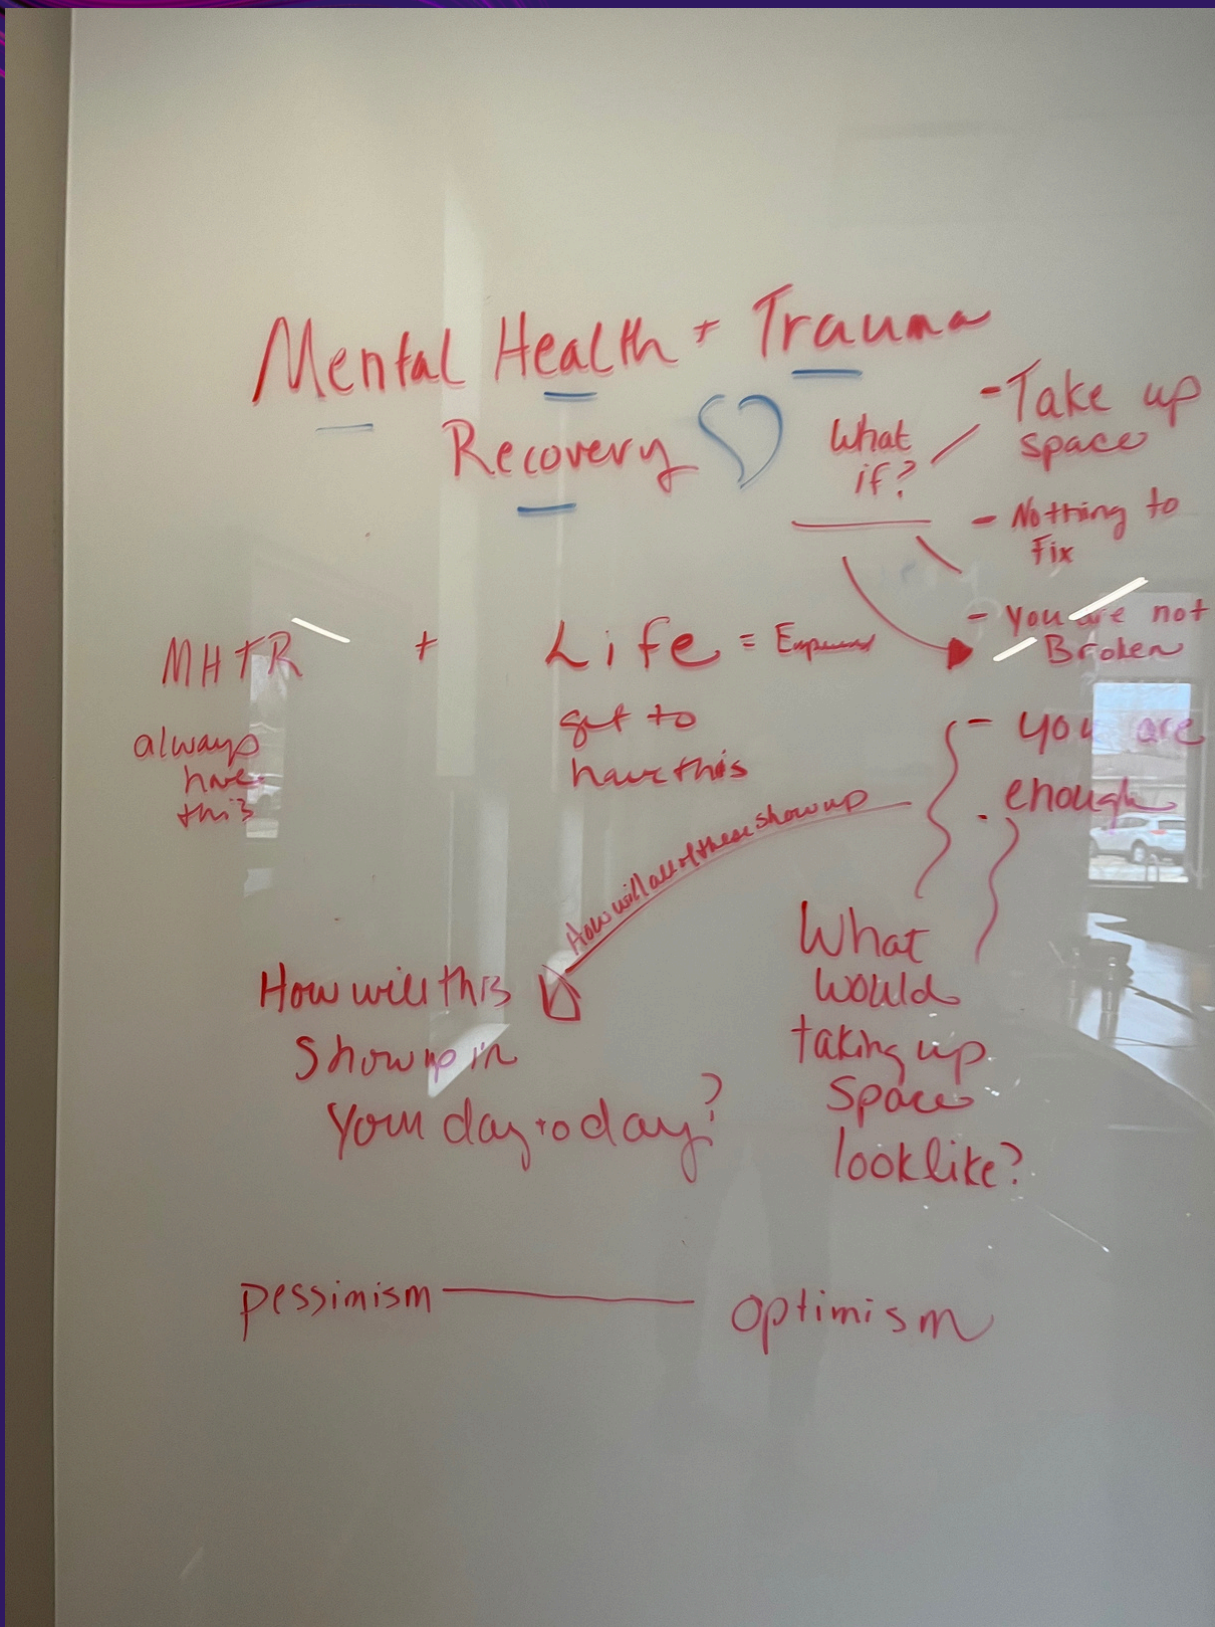 Mental Health + Trauma
Recovery
What
if?
- Take up
space
- Nothing to
Fix
- you are not
Broken
- you are
enough
MHTR + Life =
always
have
this
get to
have this
How will all of these show up
How will this
show up in
your day to day?
What
would
taking up
space
look like?
pessimism — optimism